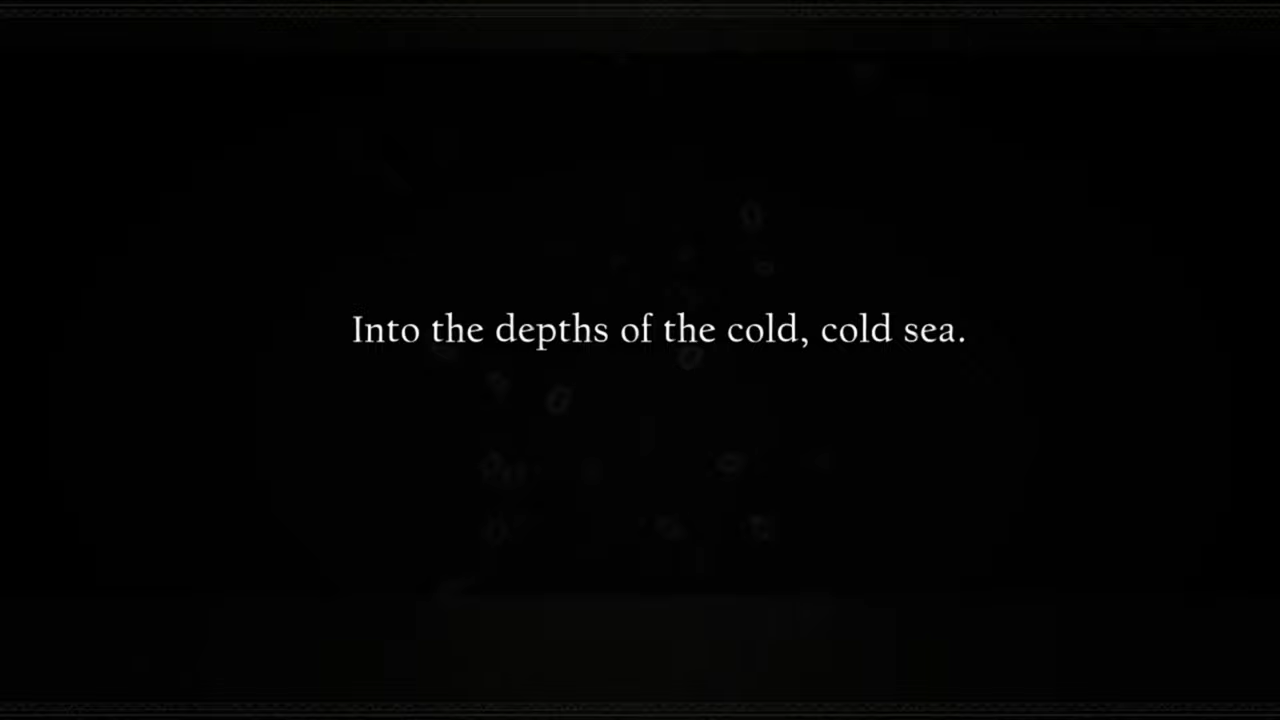 Into the depths of the cold, cold sea.